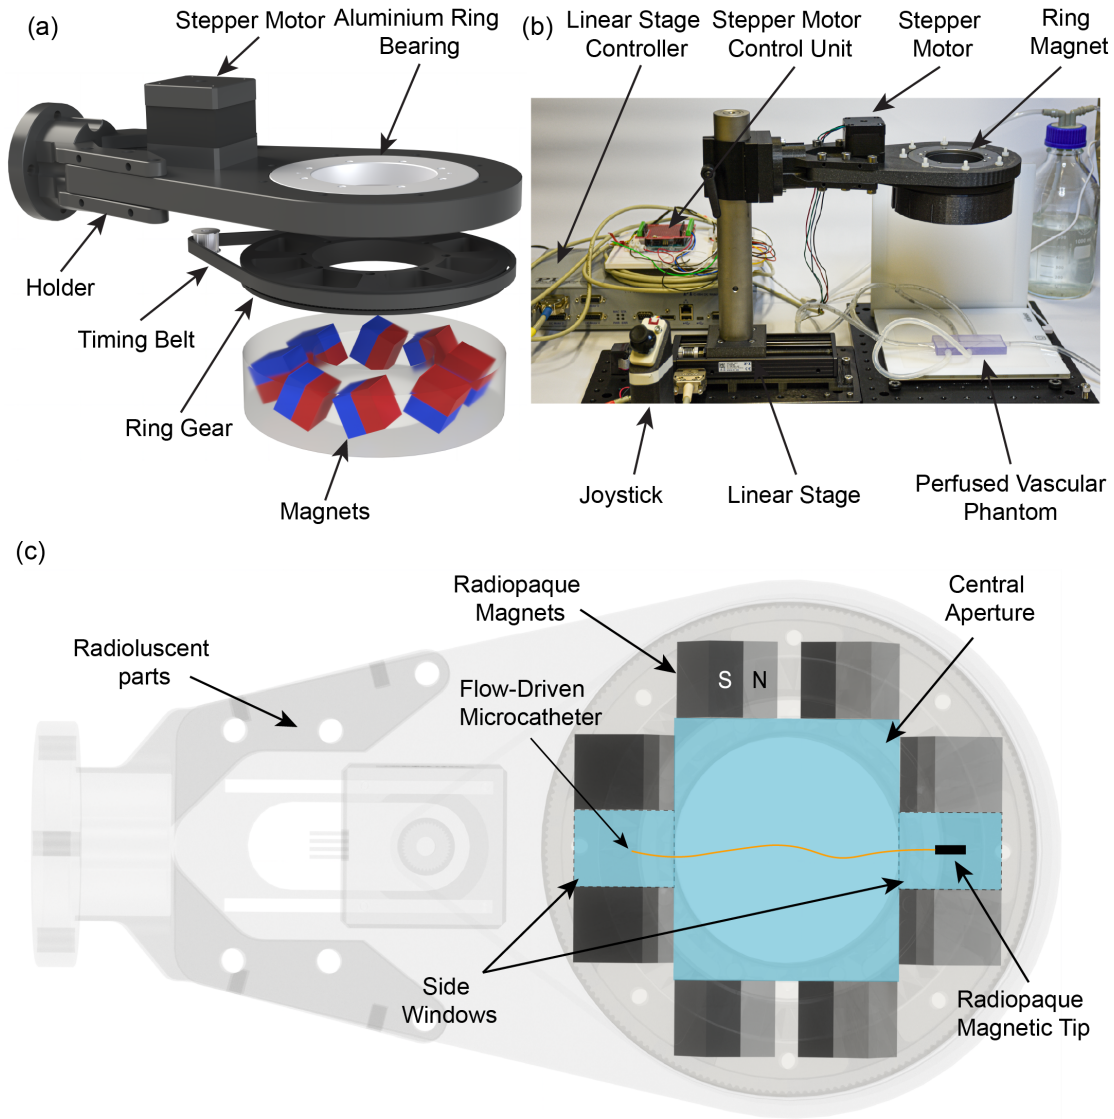 (a)
Stepper Motor
Aluminium Ring
Bearing
Holder
Timing Belt
Ring Gear
Magnets
(b)
Linear Stage
Controller
Stepper Motor
Control Unit
Stepper
Motor
Ring
Magnet
PI
Joystick
Linear Stage
Perfused Vascular
Phantom
(c)
Radioluscent
parts
Radiopaque
Magnets
Central
Aperture
S N
Flow-Driven
Microcatheter
Side
Windows
Radiopaque
Magnetic Tip